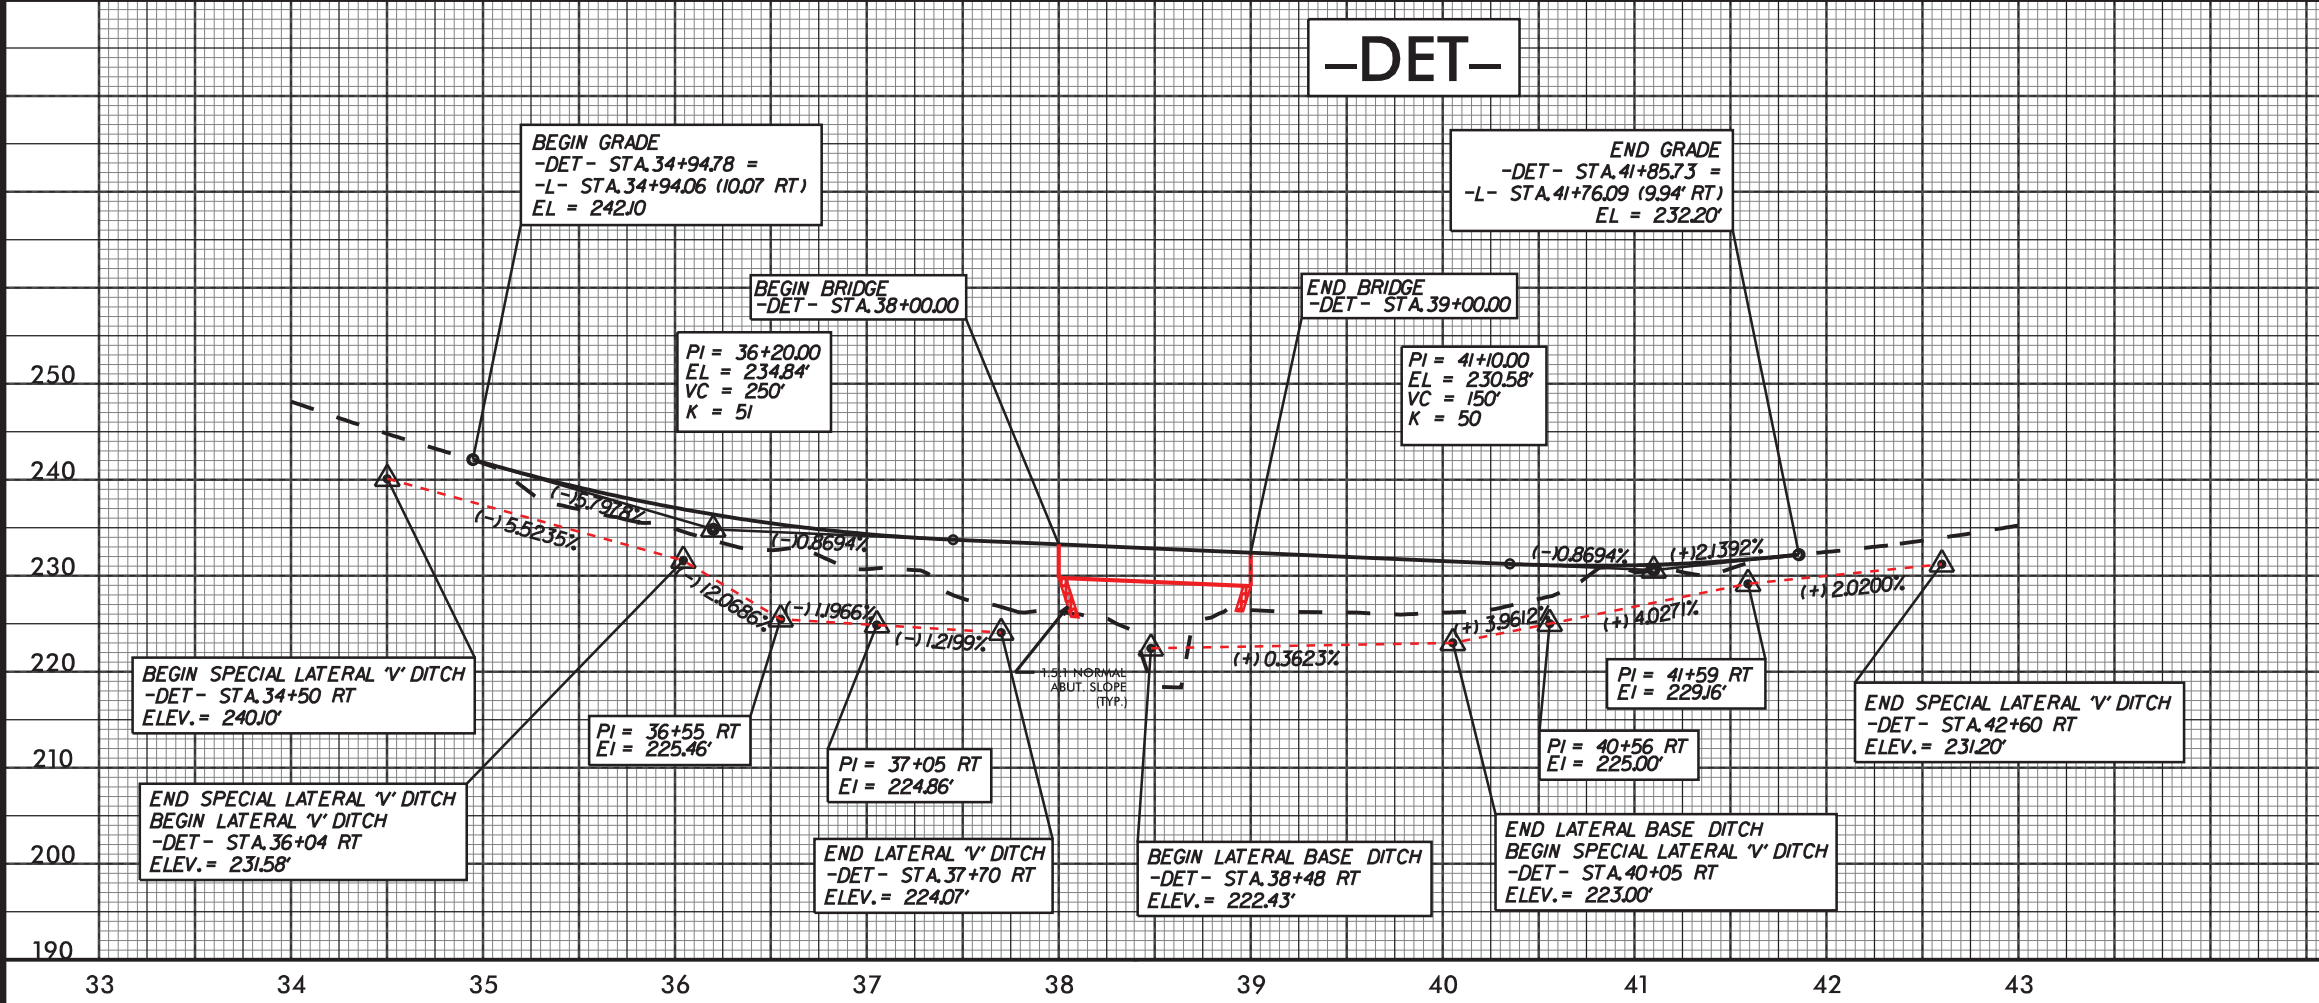 -DET-
BEGIN GRADE
-DET- STA.34+94.78 =
-L- STA.34+94.06 (10.07 RT)
EL = 242.10
END GRADE
-DET- STA.41+85.73 =
-L- STA.41+76.09 (9.94' RT)
EL = 232.20'
BEGIN BRIDGE
-DET- STA.38+00.00
END BRIDGE
-DET- STA.39+00.00
PI = 36+20.00
EL = 234.84'
VC = 250'
K = 51
PI = 41+10.00
EL = 230.58'
VC = 150'
K = 50
250
240
230
220
210
200
190
(-)5.7978%
(-)5.5235%
(-)0.8694%
(-)0.8694%
(+)2.1392%
(-)12.0686%
(-)1.1966%
(-)1.2199%
(+)0.3623%
(+)3.9612%
(+)4.0271%
(+)2.0200%
1.5:1 NORMAL
ABUT. SLOPE
(TYP.)
BEGIN SPECIAL LATERAL 'V' DITCH
-DET- STA.34+50 RT
ELEV.= 240.10'
PI = 36+55 RT
EI = 225.46'
PI = 37+05 RT
EI = 224.86'
PI = 41+59 RT
EI = 229.16'
PI = 40+56 RT
EI = 225.00'
END SPECIAL LATERAL 'V' DITCH
-DET- STA.42+60 RT
ELEV.= 231.20'
END SPECIAL LATERAL 'V' DITCH
BEGIN LATERAL 'V' DITCH
-DET- STA.36+04 RT
ELEV.= 231.58'
END LATERAL 'V' DITCH
-DET- STA.37+70 RT
ELEV.= 224.07'
BEGIN LATERAL BASE DITCH
-DET- STA.38+48 RT
ELEV.= 222.43'
END LATERAL BASE DITCH
BEGIN SPECIAL LATERAL 'V' DITCH
-DET- STA.40+05 RT
ELEV.= 223.00'
33 34 35 36 37 38 39 40 41 42 43